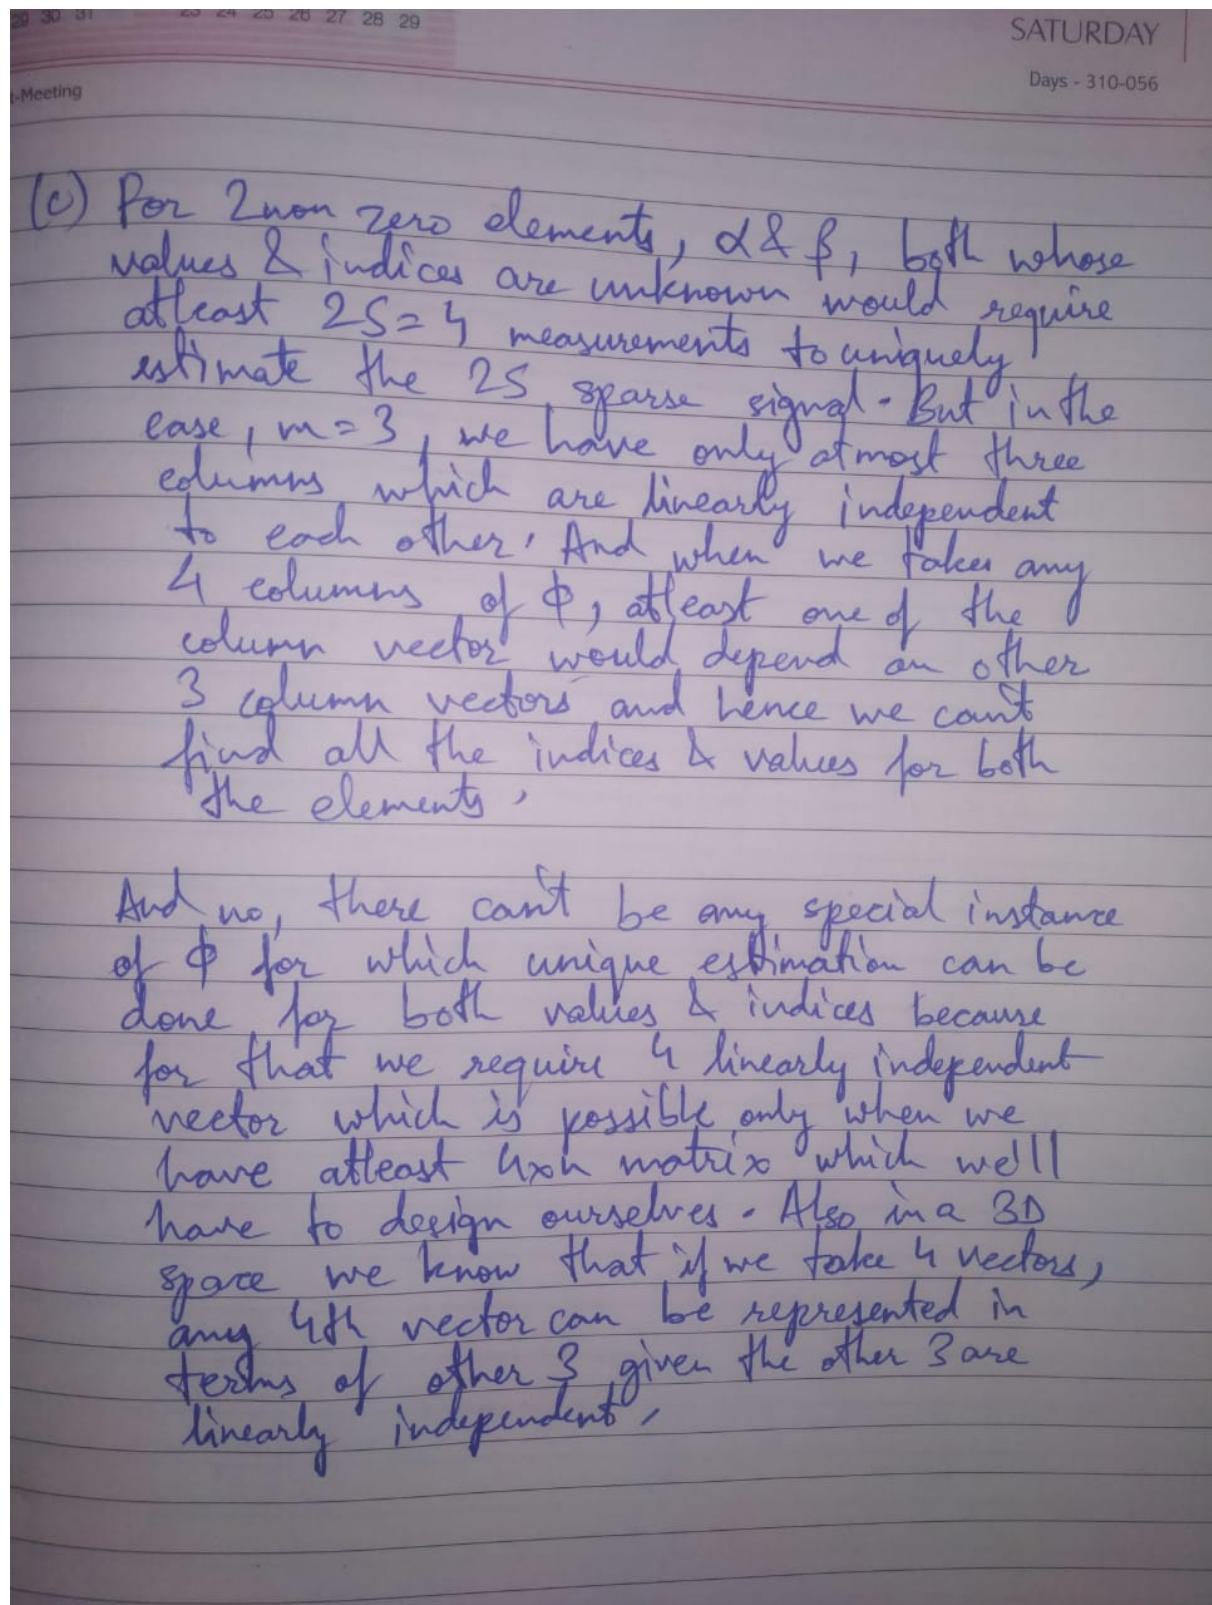 29 30 31 23 24 25 26 27 28 29
SATURDAY
Days - 310-056
-Meeting
(c) For 2 non zero elements, α & β, both whose
values & indices are unknown would require
atleast 2S=4 measurements to uniquely
estimate the 2S sparse signal. But in the
case, m=3, we have only atmost three
columns which are linearly independent
to each other. And when we takes any
4 columns of Φ, atleast one of the
column vector would depend on other
3 column vectors and hence we can't
find all the indices & values for both
the elements.
And no, there can't be any special instance
of Φ for which unique estimation can be
done for both values & indices because
for that we require 4 linearly independent
vector which is possible only when we
have atleast 4xn matrix which we'll
have to design ourselves. Also in a 3D
space we know that if we take 4 vectors,
any 4th vector can be represented in
terms of other 3 given the other 3 are
linearly independent.